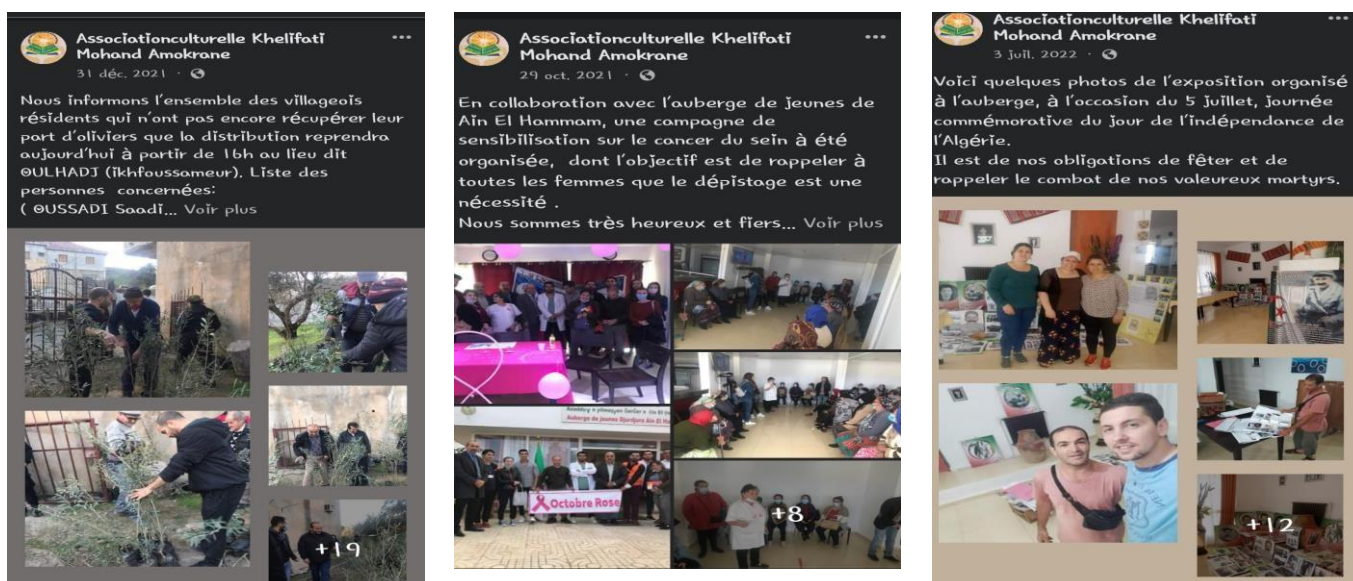 Associationculturelle Khelifati
Mohand Amokrane
31 déc. 2021
Nous informons l'ensemble des villageois
résidents qui n'ont pas encore récupérer leur
part d'oliviers que la distribution reprendra
aujourd'hui à partir de 16h au lieu dit
OULHADJ (ikhfoussameur). Liste des
personnes concernées:
( OUSSADI Saadi... Voir plus
+19
Associationculturelle Khelifati
Mohand Amokrane
29 oct. 2021
En collaboration avec l'auberge de jeunes de
Ain El Hammam, une campagne de
sensibilisation sur le cancer du sein à été
organisée, dont l'objectif est de rappeler à
toutes les femmes que le dépistage est une
nécessité .
Nous sommes très heureux et fiers... Voir plus
Auberge de jeunes Djurdjura Ain El
Octobre Rose
+8
Associationculturelle Khelifati
Mohand Amokrane
3 juil. 2022
Voici quelques photos de l'exposition organisé
à l'auberge, à l'occasion du 5 juillet, journée
commémorative du jour de l'indépendance de
l'Algérie.
Il est de nos obligations de fêter et de
rappeler le combat de nos valeureux martyrs.
+12